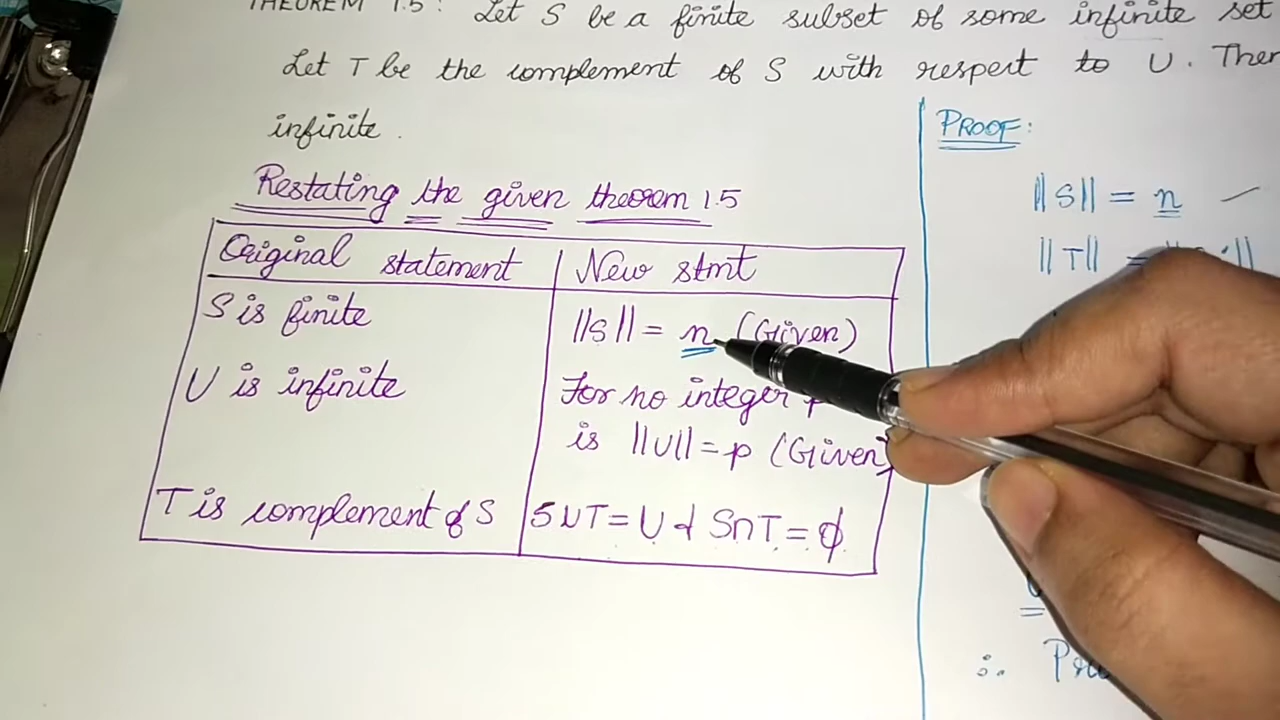 THEOREM 1.5: Let S be a finite subset of some infinite set
Let T be the complement of S with respect to U. Then
infinite.
Restating the given theorem 1.5
Original statement New stmt
S is finite ||S|| = n (Given)
U is infinite For no integer p
is ||U|| = p (Given)
T is complement of S SUT = U & S∩T = ϕ
PROOF:
||S|| = n
||T|| =
∴